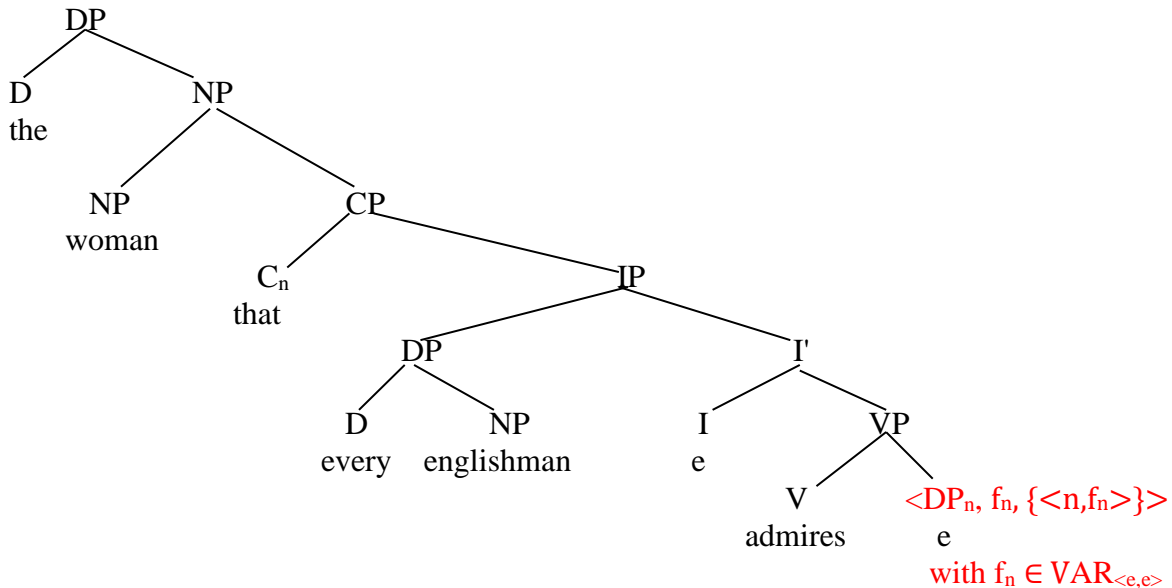 DP
D NP
the
NP CP
woman
Cₙ IP
that
DP I'
D NP I VP
every englishman e
V <DPₙ, fₙ, {<n,fₙ>}>
admires e
with fₙ ∈ VAR<e,e>